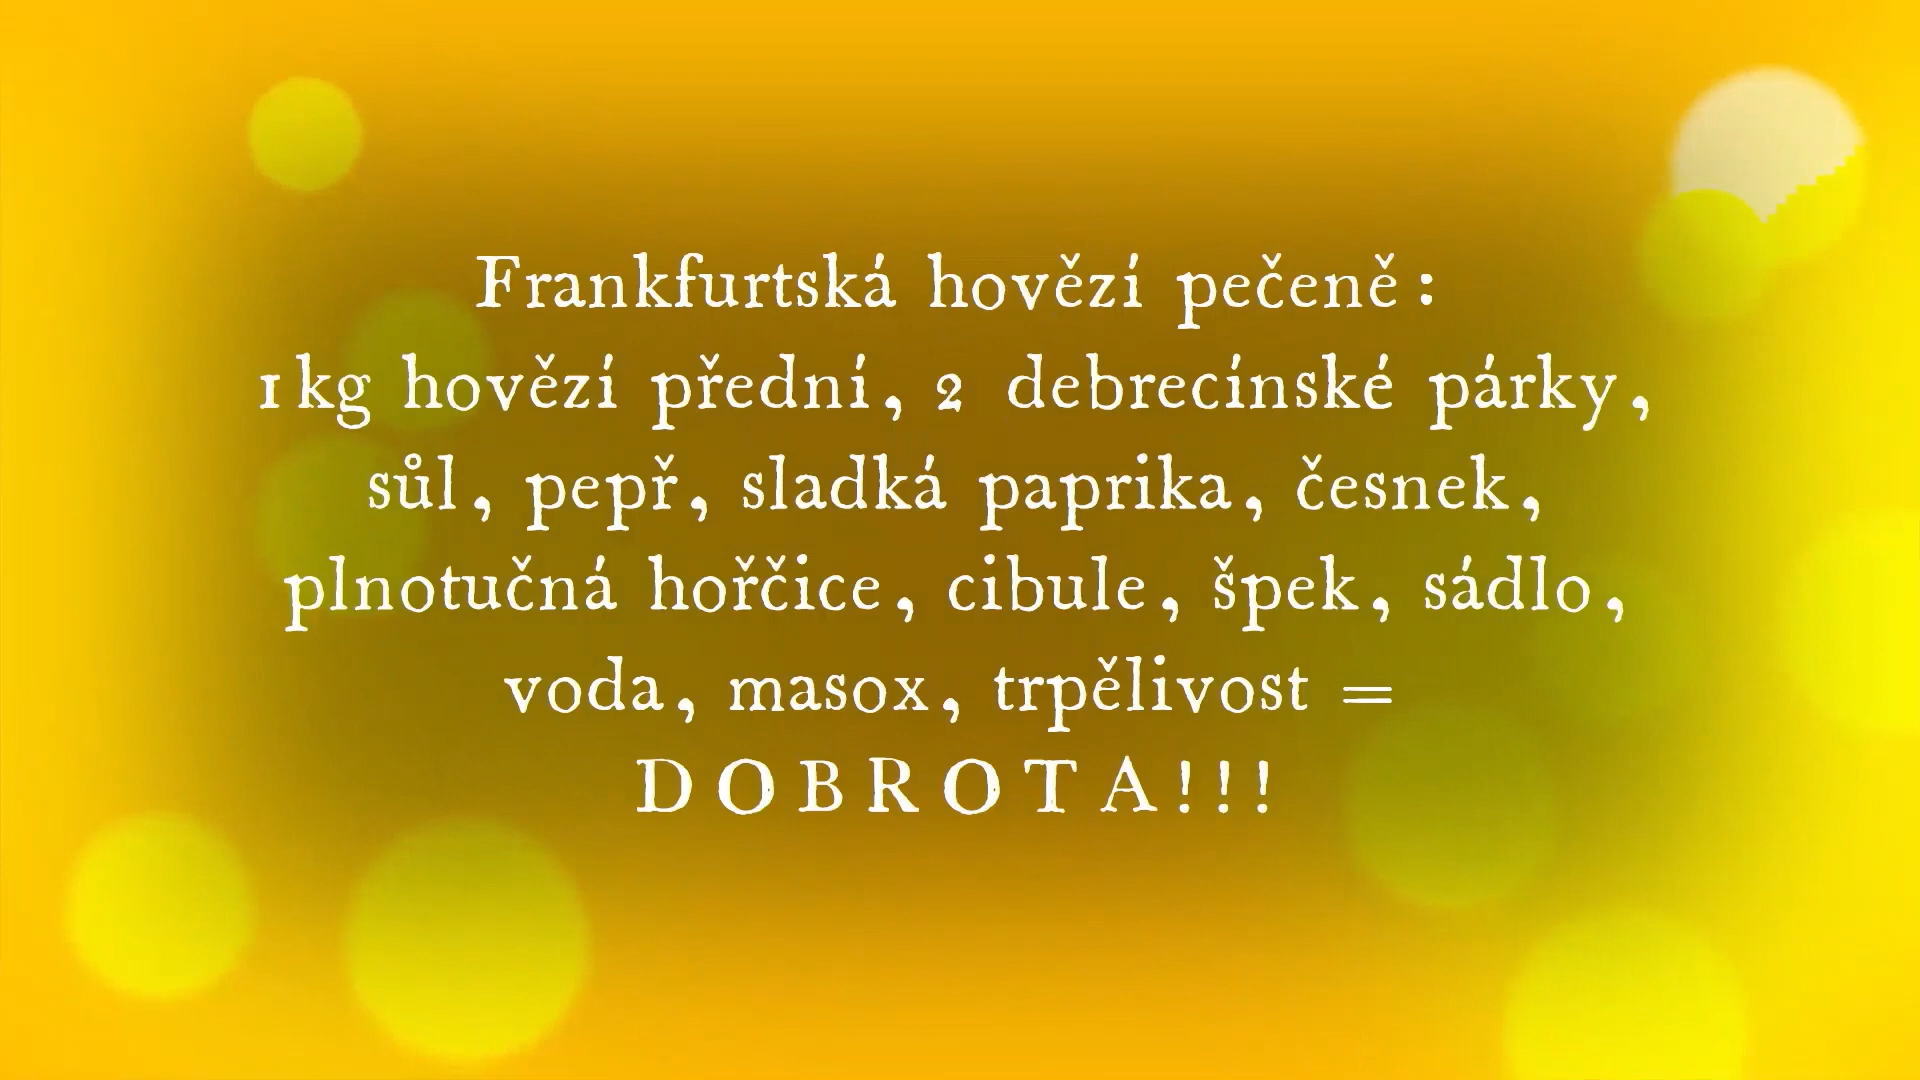 Frankfurtská hovězí pečeně:
1kg hovězí přední, 2 debrecínské párky,
sůl, pepř, sladká paprika, česnek,
plnotučná hořčice, cibule, špek, sádlo,
voda, masox, trpělivost =
D O B R O T A ! ! !